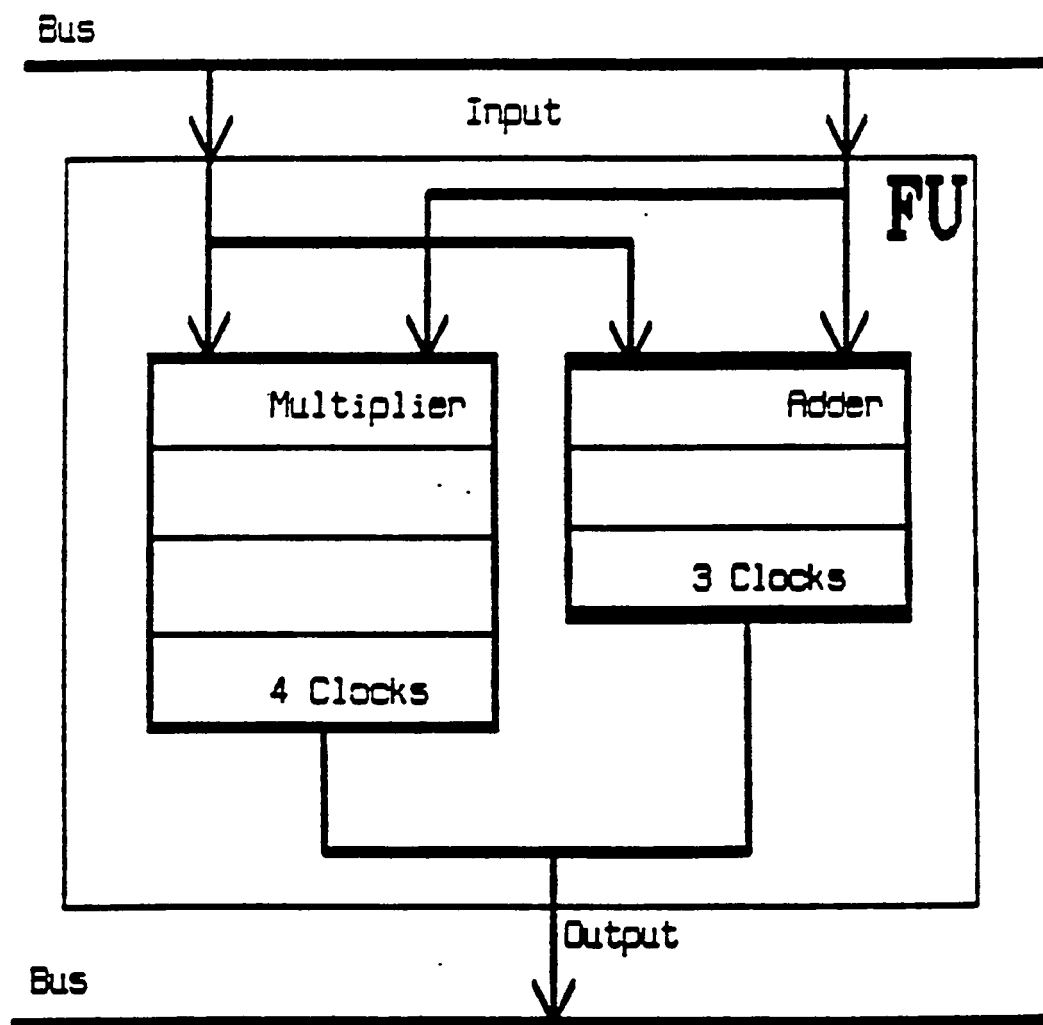 Bus
Input
FU
Multiplier
Adder
3 Clocks
4 Clocks
Output
Bus